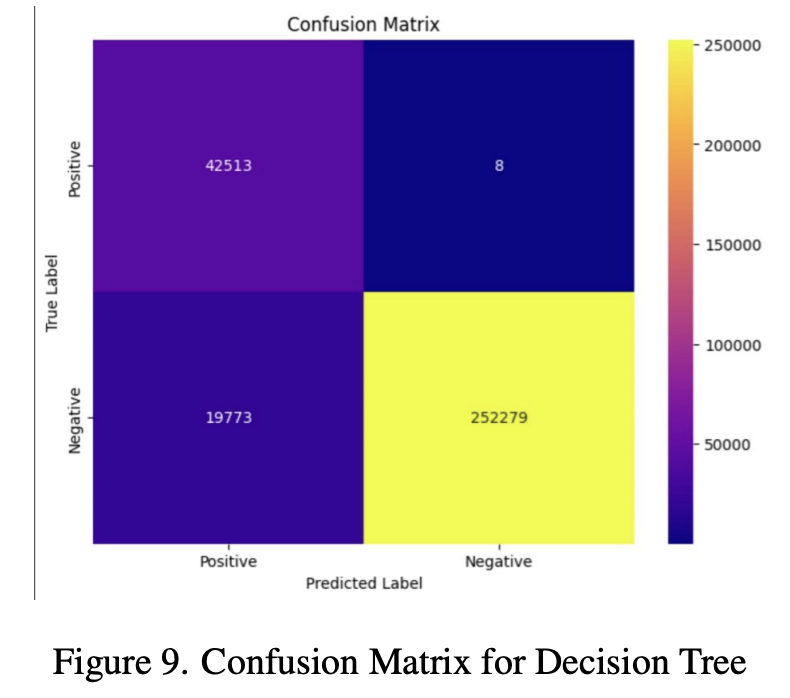 Confusion Matrix
250000
200000
150000
100000
50000
True Label
Positive
42513
8
Negative
19773
252279
Positive
Negative
Predicted Label
Figure 9. Confusion Matrix for Decision Tree